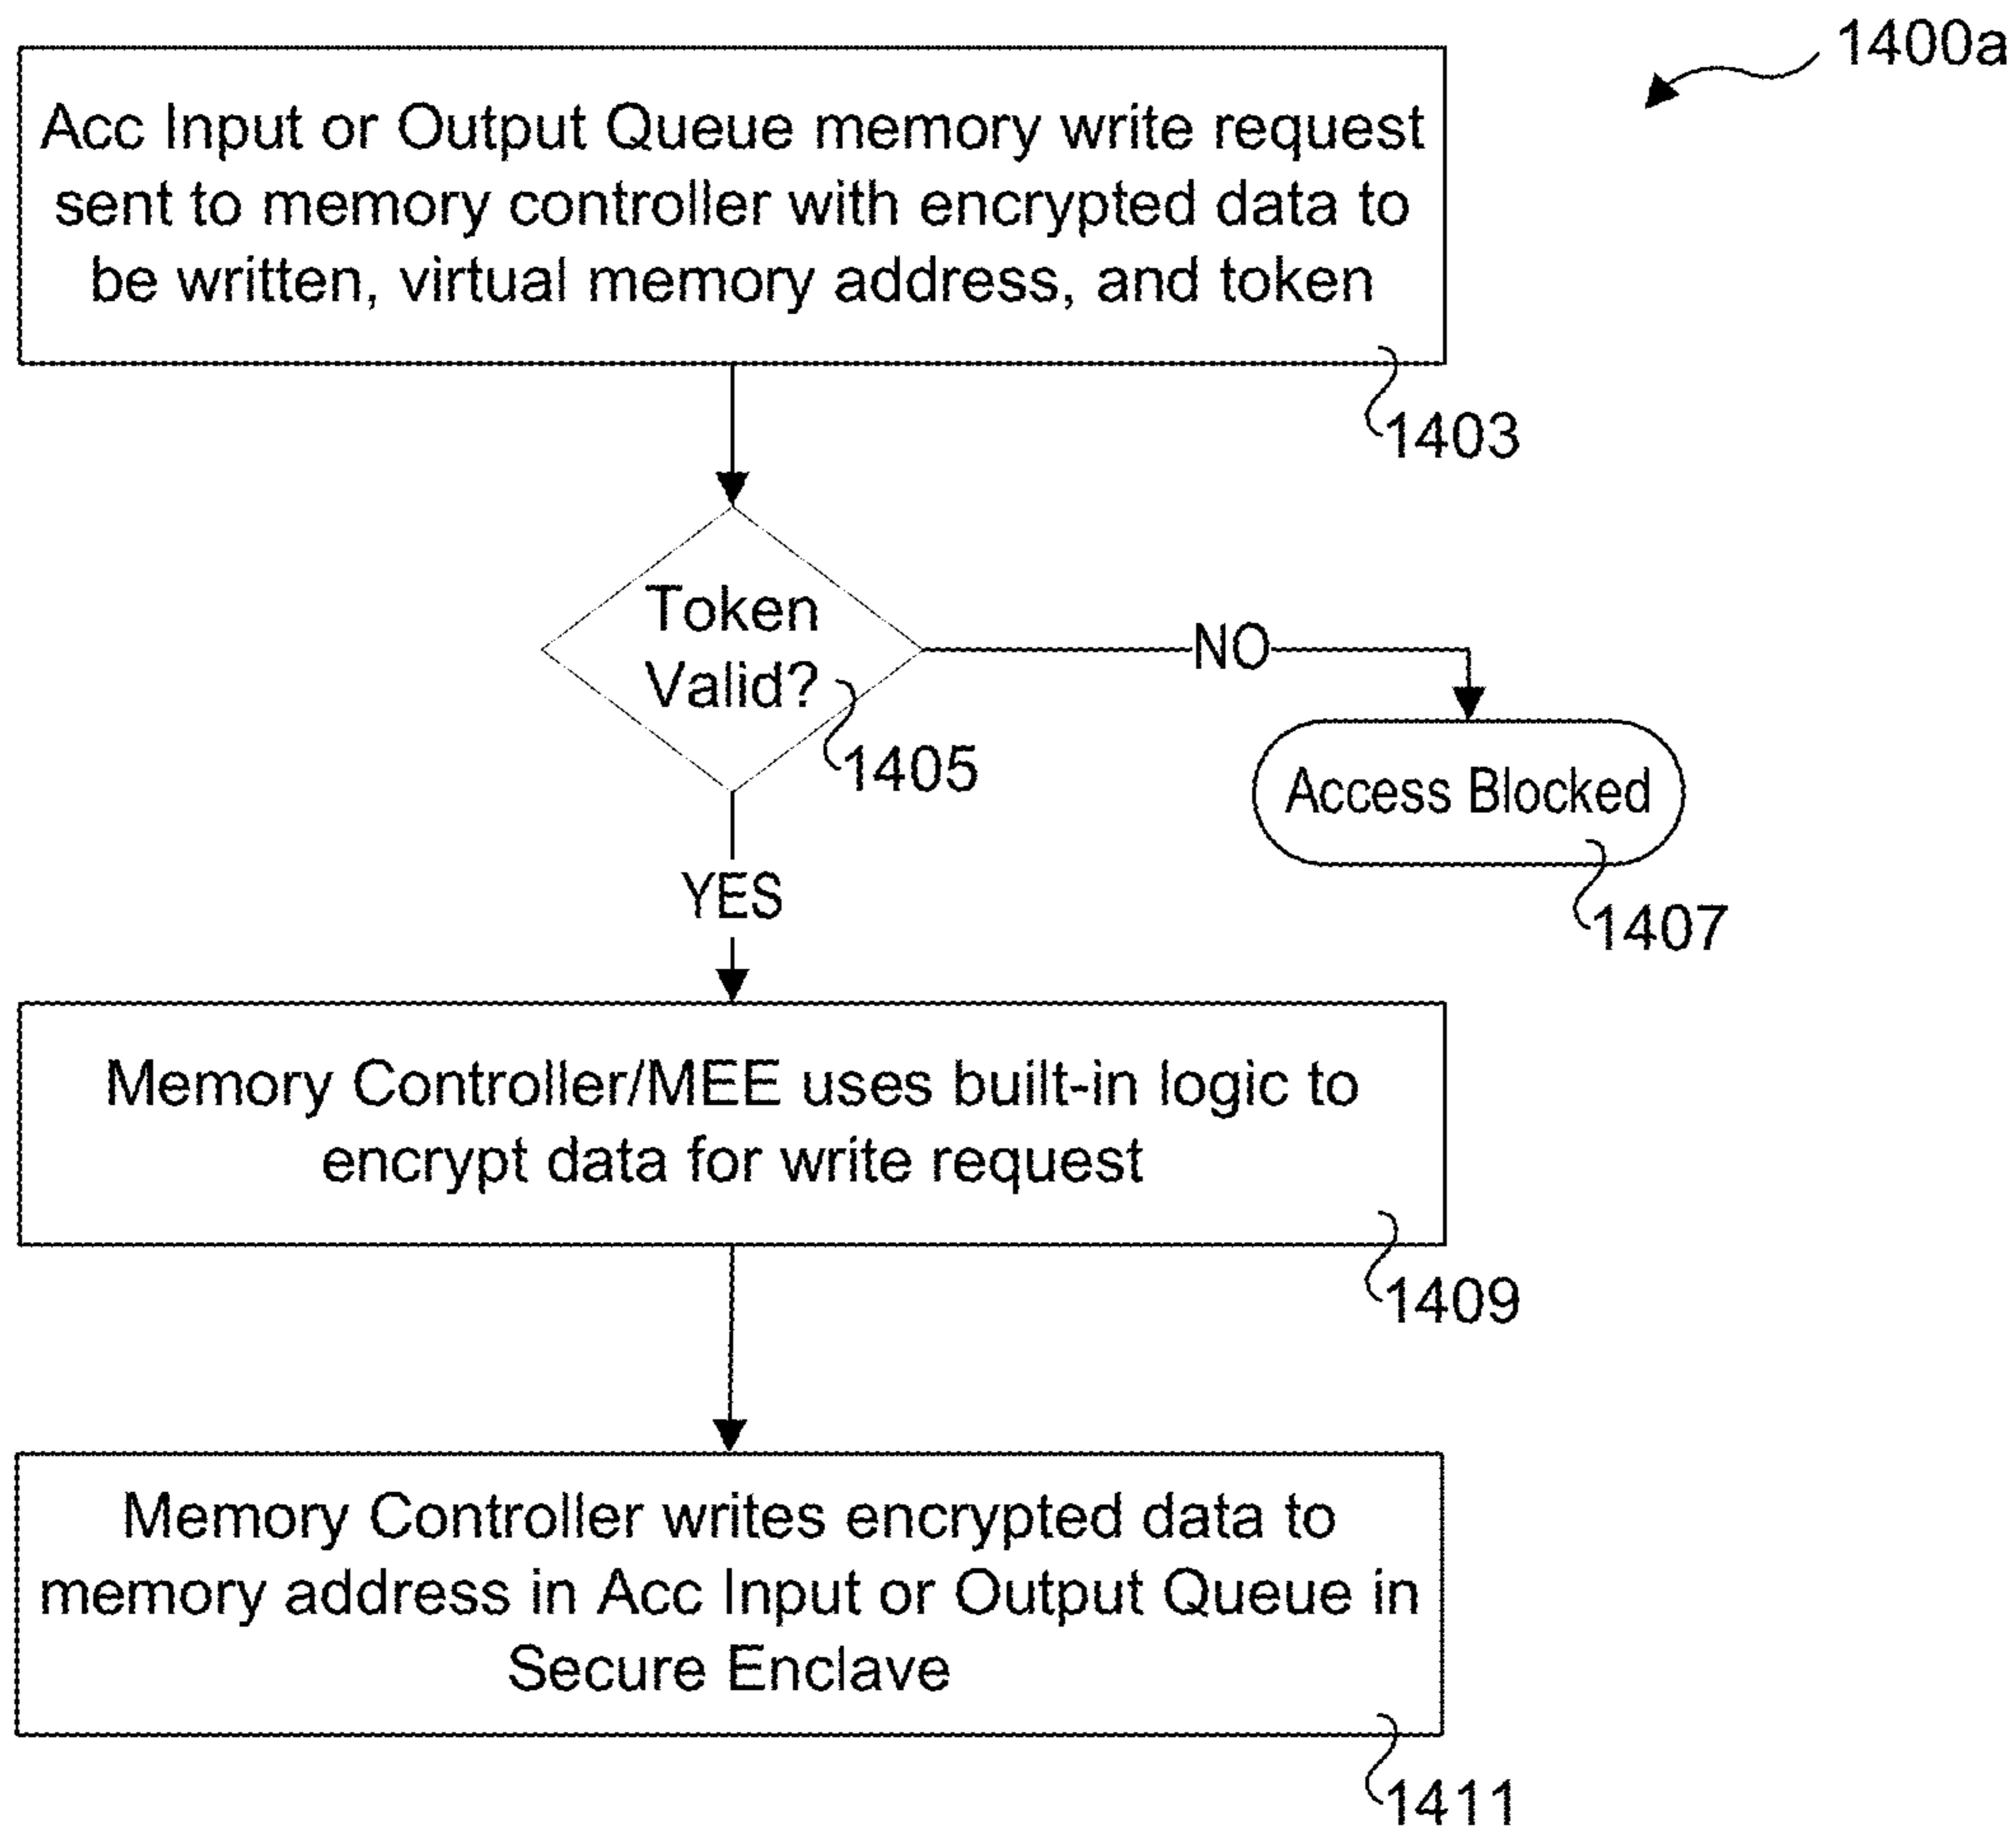 1400a
Acc Input or Output Queue memory write request
sent to memory controller with encrypted data to
be written, virtual memory address, and token
1403
Token
Valid?
1405
NO
Access Blocked
1407
YES
Memory Controller/MEE uses built-in logic to
encrypt data for write request
1409
Memory Controller writes encrypted data to
memory address in Acc Input or Output Queue in
Secure Enclave
1411